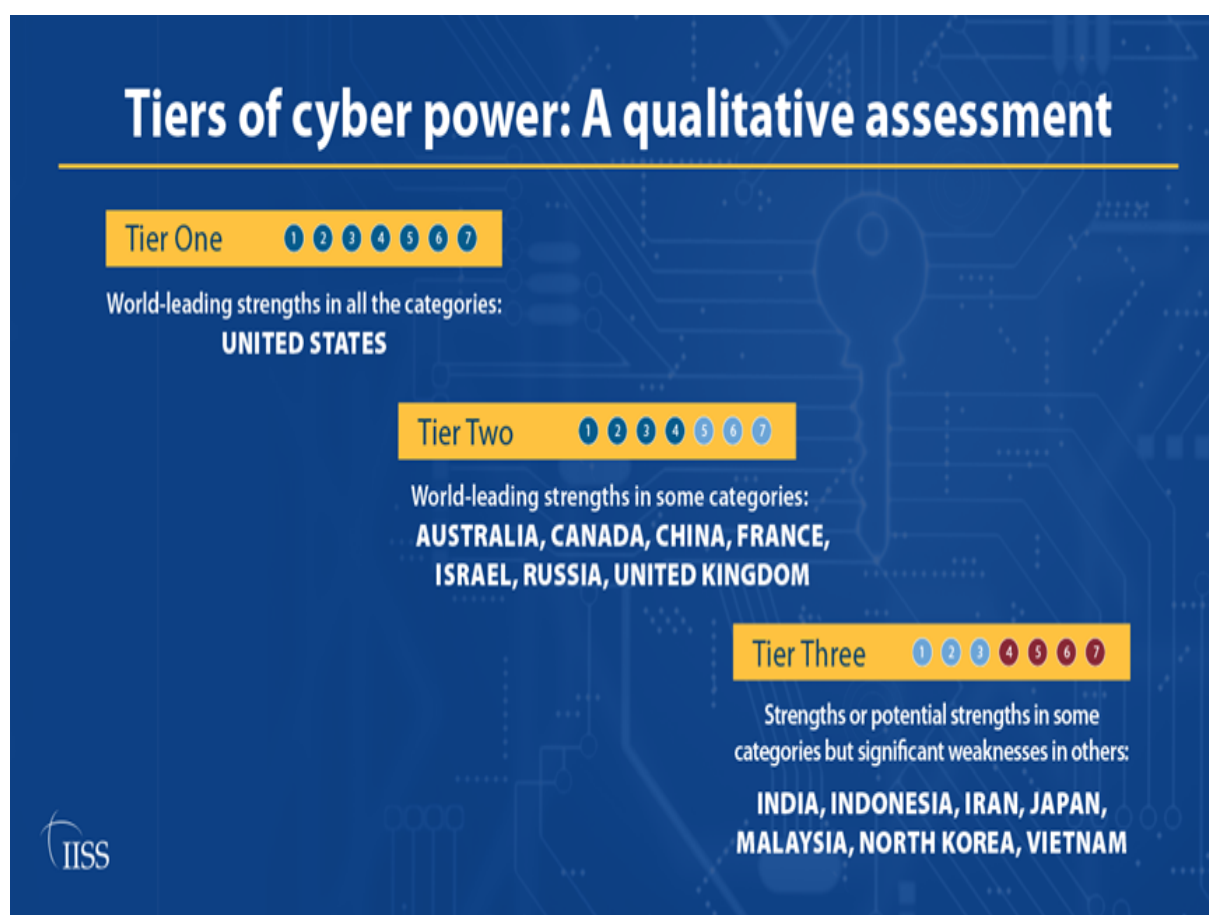 Tiers of cyber power: A qualitative assessment
Tier One 1 2 3 4 5 6 7
World-leading strengths in all the categories:
UNITED STATES
Tier Two 1 2 3 4 5 6 7
World-leading strengths in some categories:
AUSTRALIA, CANADA, CHINA, FRANCE,
ISRAEL, RUSSIA, UNITED KINGDOM
Tier Three 1 2 3 4 5 6 7
Strengths or potential strengths in some
categories but significant weaknesses in others:
INDIA, INDONESIA, IRAN, JAPAN,
MALAYSIA, NORTH KOREA, VIETNAM
IISS